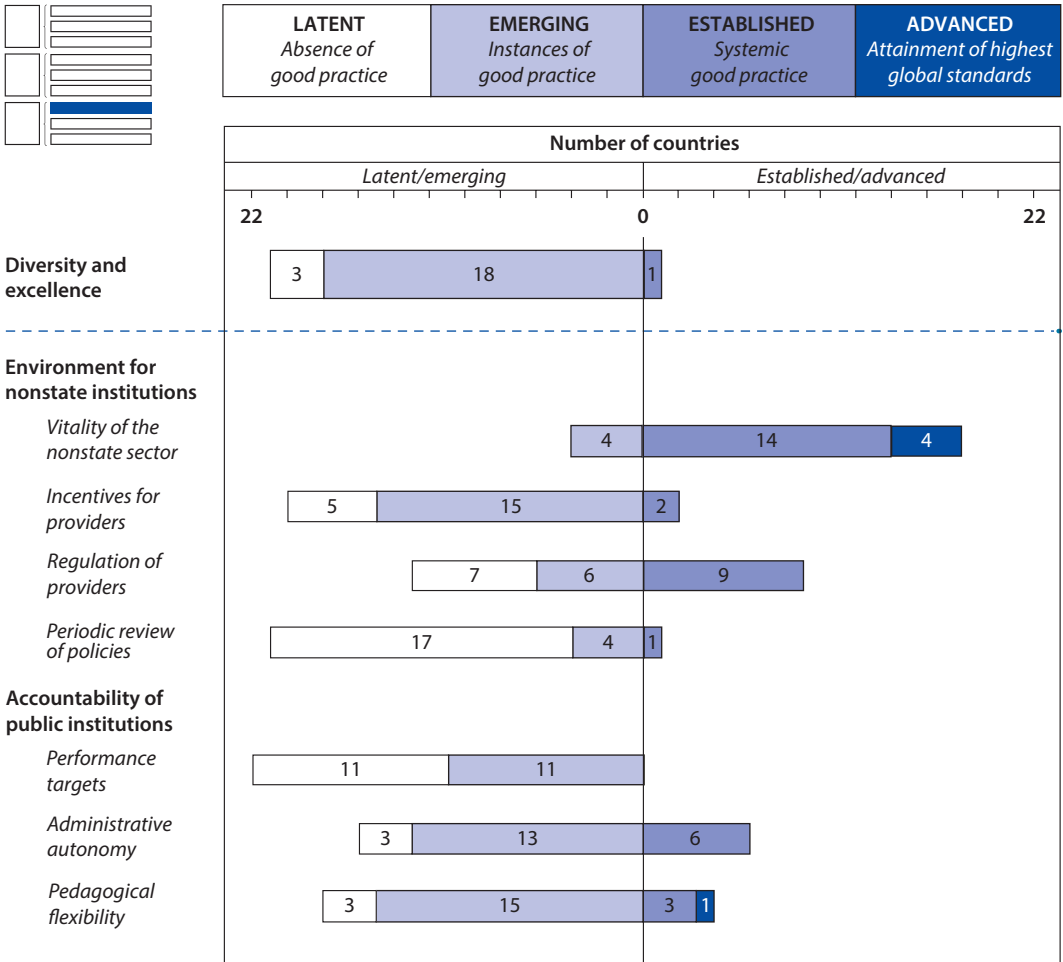 LATENT
Absence of
good practice
EMERGING
Instances of
good practice
ESTABLISHED
Systemic
good practice
ADVANCED
Attainment of highest
global standards
Number of countries
Latent/emerging
Established/advanced
22
0
22
Diversity and
excellence
3
18
1
Environment for
nonstate institutions
Vitality of the
nonstate sector
4
14
4
Incentives for
providers
5
15
2
Regulation of
providers
7
6
9
Periodic review
of policies
17
4
1
Accountability of
public institutions
Performance
targets
11
11
Administrative
autonomy
3
13
6
Pedagogical
flexibility
3
15
3
1